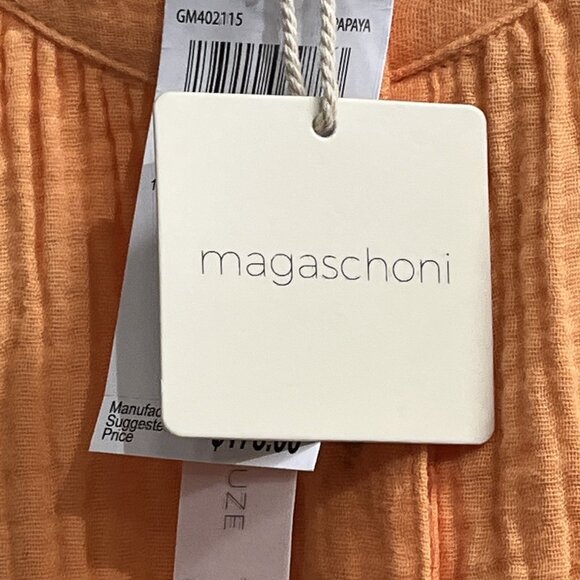 GM402115 PAPAYA
magaschoni
Manufac
Suggeste
Price
UZE